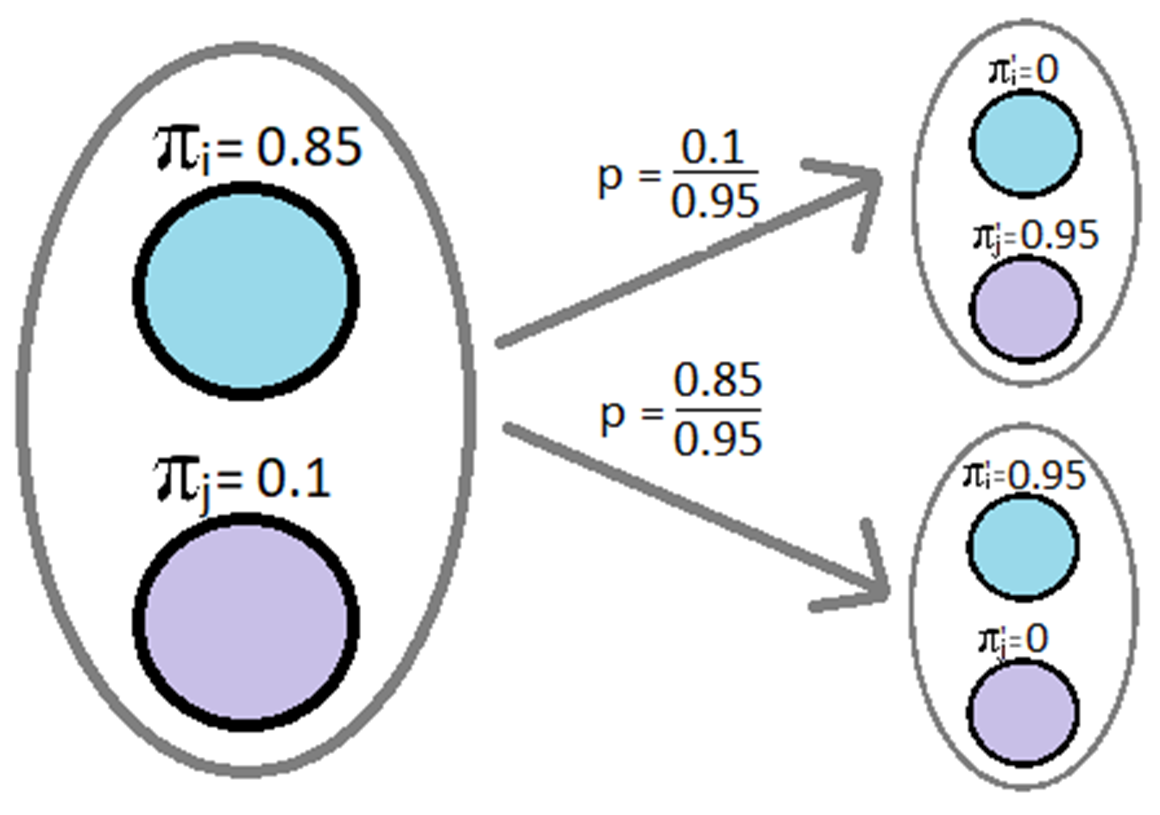 πi= 0.85
πj= 0.1
p = 0.1/0.95
p = 0.85/0.95
π'i=0
π'j=0.95
π'i=0.95
π'j=0